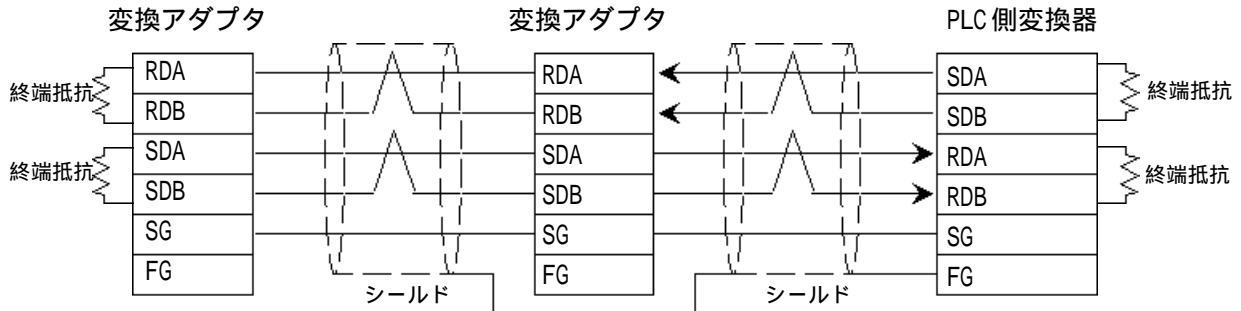 変換アダプタ
変換アダプタ
PLC側変換器
終端抵抗
終端抵抗
RDA
RDB
SDA
SDB
SG
FG
シールド
RDA
RDB
SDA
SDB
SG
FG
シールド
SDA
SDB
RDA
RDB
SG
FG
終端抵抗
終端抵抗